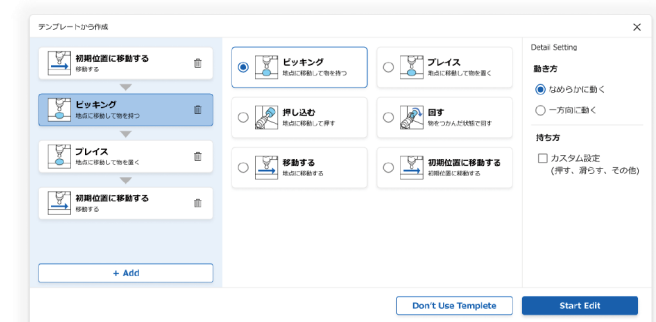 テンプレートから作成
初期位置に移動する
移動する
ピッキング
地点に移動して物を持つ
プレイス
地点に移動して物を置く
初期位置に移動する
移動する
+ Add
ピッキング
地点に移動して物を持つ
プレイス
地点に移動して物を置く
押し込む
地点に移動して押す
回す
物をつかんだ状態で回す
移動する
地点に移動する
初期位置に移動する
初期位置に移動する
Detail Setting
動き方
なめらかに動く
一方向に動く
持ち方
カスタム設定
(押す、滑らす、その他)
Don't Use Templete
Start Edit